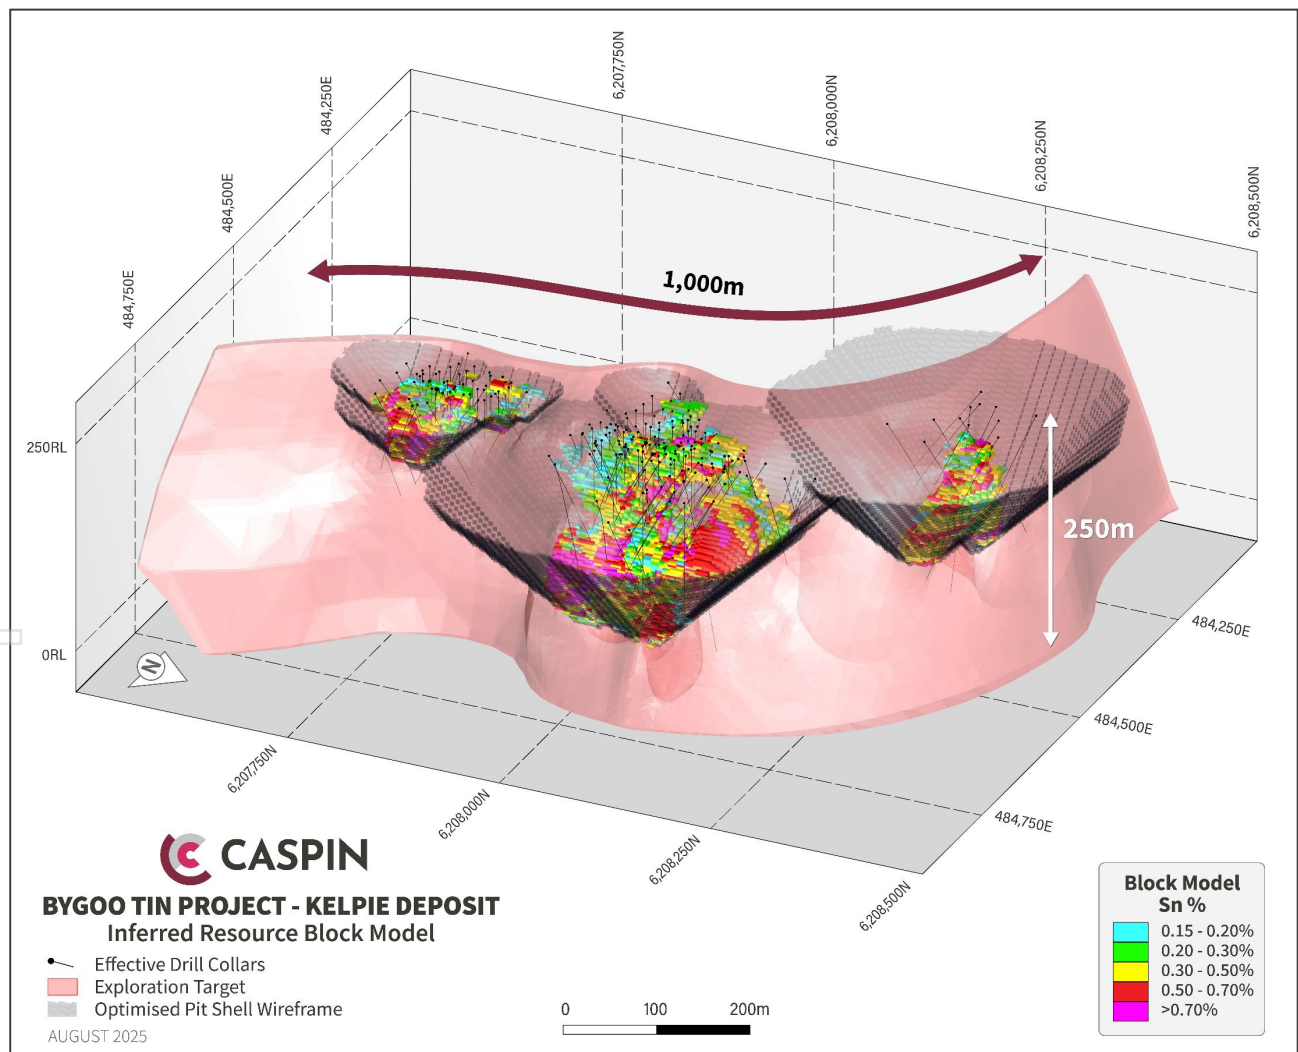 6,207,750N
6,208,000N
6,208,250N
6,208,500N
484,250E
484,500E
484,750E
1,000m
250RL
0RL
250m
N
484,250E
484,500E
484,750E
6,207,750N
6,208,000N
6,208,250N
6,208,500N
CASPIN
BYGOO TIN PROJECT - KELPIE DEPOSIT
Inferred Resource Block Model
Effective Drill Collars
Exploration Target
Optimised Pit Shell Wireframe
AUGUST 2025
0 100 200m
Block Model
Sn %
0.15 - 0.20%
0.20 - 0.30%
0.30 - 0.50%
0.50 - 0.70%
>0.70%